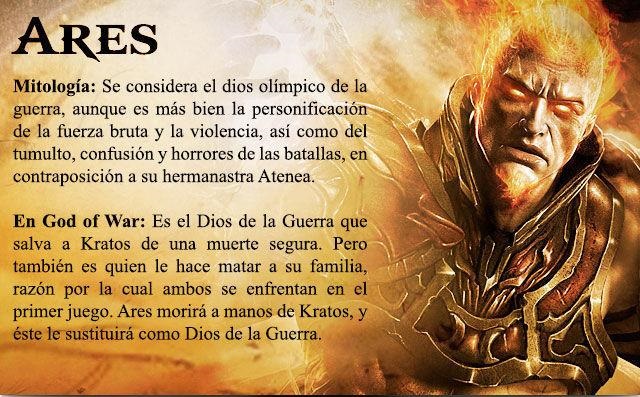 ARES
Mitología: Se considera el dios olímpico de la
guerra, aunque es más bien la personificación
de la fuerza bruta y la violencia, así como del
tumulto, confusión y horrores de las batallas, en
contraposición a su hermanastra Atenea.
En God of War: Es el Dios de la Guerra que
salva a Kratos de una muerte segura. Pero
también es quien le hace matar a su familia,
razón por la cual ambos se enfrentan en el
primer juego. Ares morirá a manos de Kratos, y
éste le sustituirá como Dios de la Guerra.